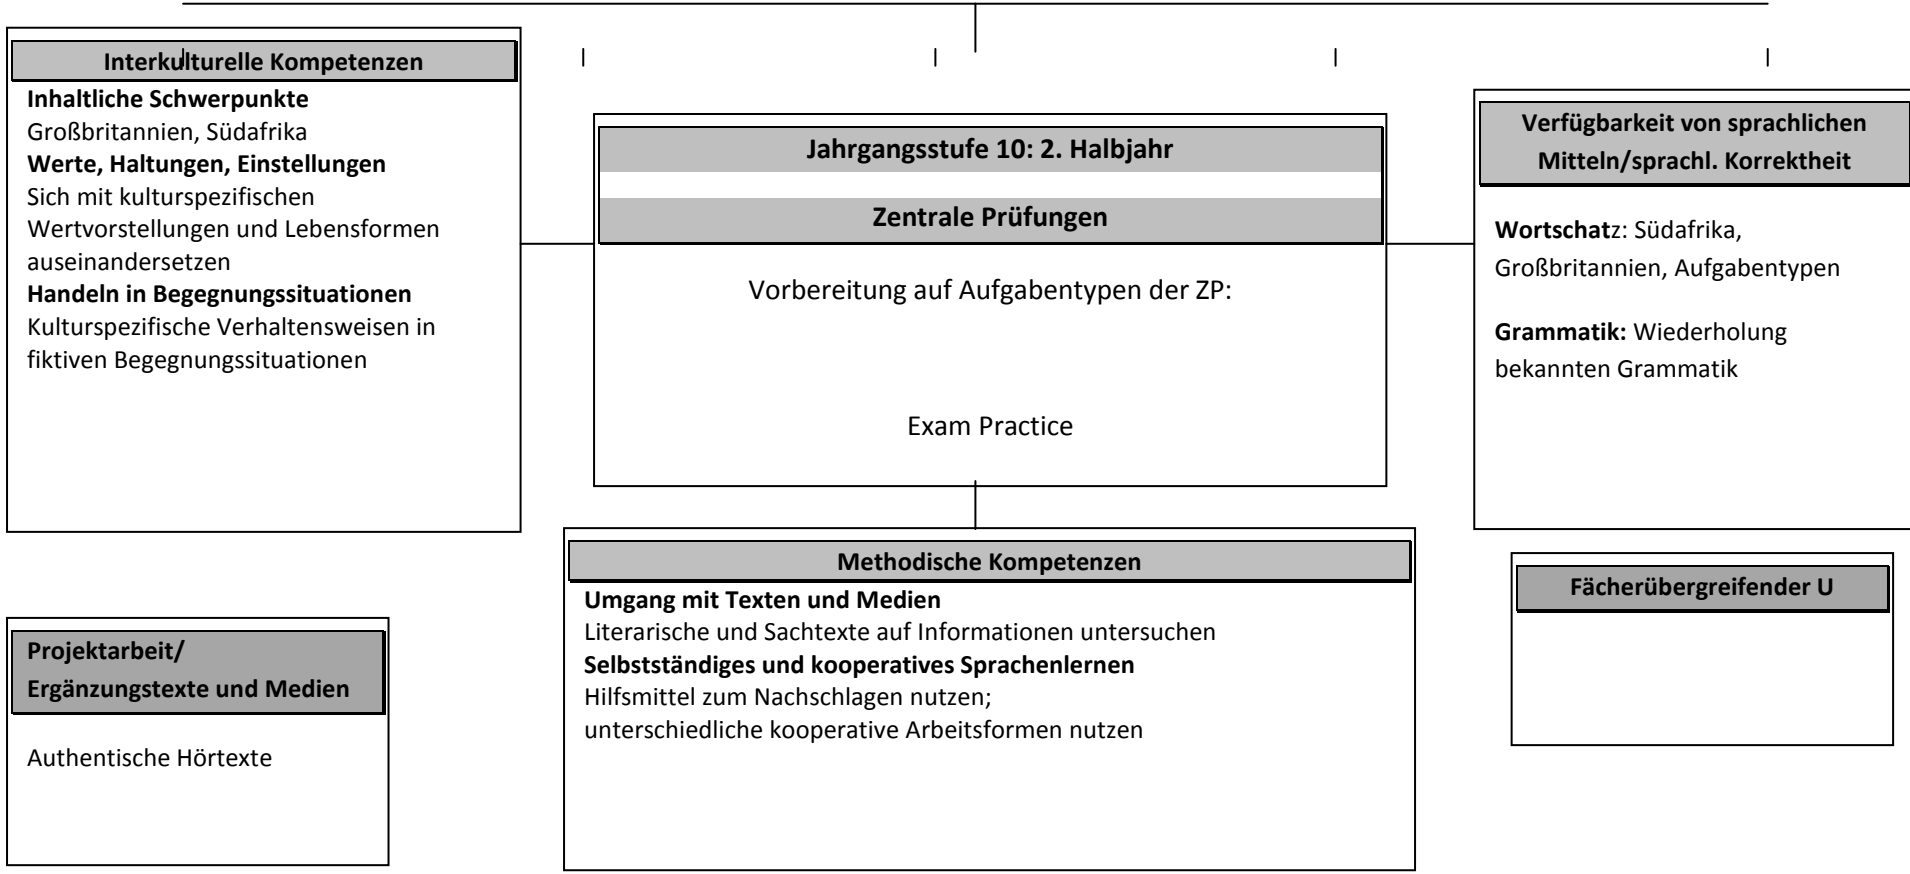 Interkulturelle Kompetenzen
Inhaltliche Schwerpunkte
Großbritannien, Südafrika
Werte, Haltungen, Einstellungen
Sich mit kulturspezifischen
Wertvorstellungen und Lebensformen
auseinandersetzen
Handeln in Begegnungssituationen
Kulturspezifische Verhaltensweisen in
fiktiven Begegnungssituationen
Jahrgangsstufe 10: 2. Halbjahr
Zentrale Prüfungen
Vorbereitung auf Aufgabentypen der ZP:
Exam Practice
Verfügbarkeit von sprachlichen
Mitteln/sprachl. Korrektheit
Wortschatz: Südafrika,
Großbritannien, Aufgabentypen
Grammatik: Wiederholung
bekannten Grammatik
Projektarbeit/
Ergänzungstexte und Medien
Authentische Hörtexte
Methodische Kompetenzen
Umgang mit Texten und Medien
Literarische und Sachtexte auf Informationen untersuchen
Selbstständiges und kooperatives Sprachenlernen
Hilfsmittel zum Nachschlagen nutzen;
unterschiedliche kooperative Arbeitsformen nutzen
Fächerübergreifender U